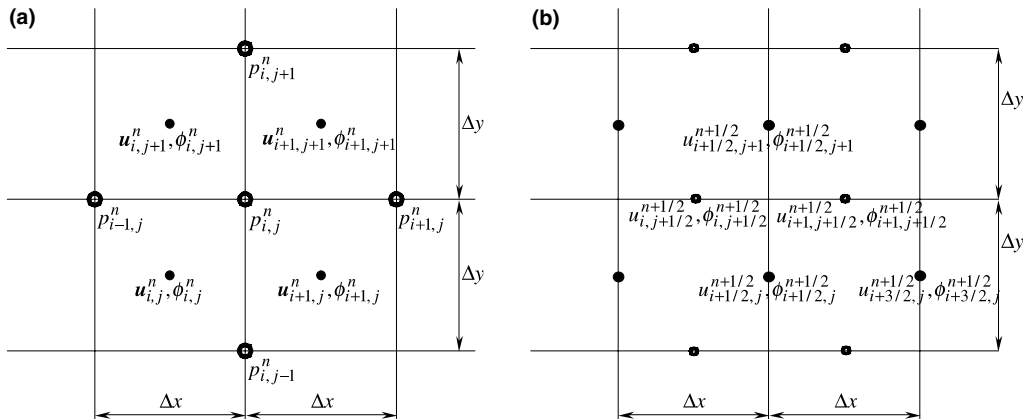 (a)
(b)
p^n_{i,j+1}
u^n_{i,j+1}, ϕ^n_{i,j+1}
u^n_{i+1,j+1}, ϕ^n_{i+1,j+1}
Δy
p^n_{i-1,j}
p^n_{i,j}
p^n_{i+1,j}
u^n_{i,j}, ϕ^n_{i,j}
u^n_{i+1,j}, ϕ^n_{i+1,j}
Δy
p^n_{i,j-1}
Δx
Δx
u^{n+1/2}_{i+1/2,j+1}, ϕ^{n+1/2}_{i+1/2,j+1}
Δy
u^{n+1/2}_{i,j+1/2}, ϕ^{n+1/2}_{i,j+1/2}
u^{n+1/2}_{i+1,j+1/2}, ϕ^{n+1/2}_{i+1,j+1/2}
Δy
u^{n+1/2}_{i+1/2,j}, ϕ^{n+1/2}_{i+1/2,j}
u^{n+1/2}_{i+3/2,j}, ϕ^{n+1/2}_{i+3/2,j}
Δx
Δx